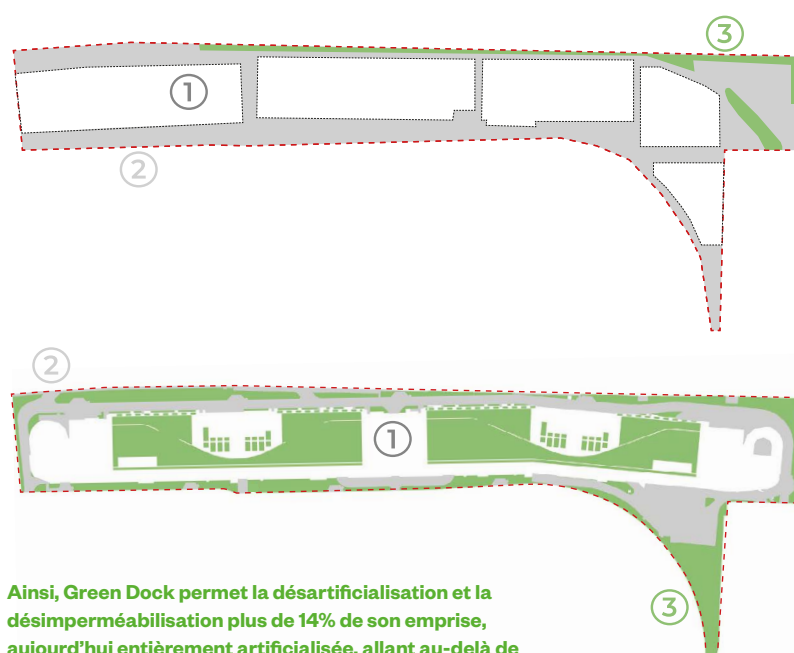 3
1
2
2
1
Ainsi, Green Dock permet la désartificialisation et la
désimperméabilisation plus de 14% de son emprise,
3
aujourd'hui entièrement artificialisée, allant au-delà de